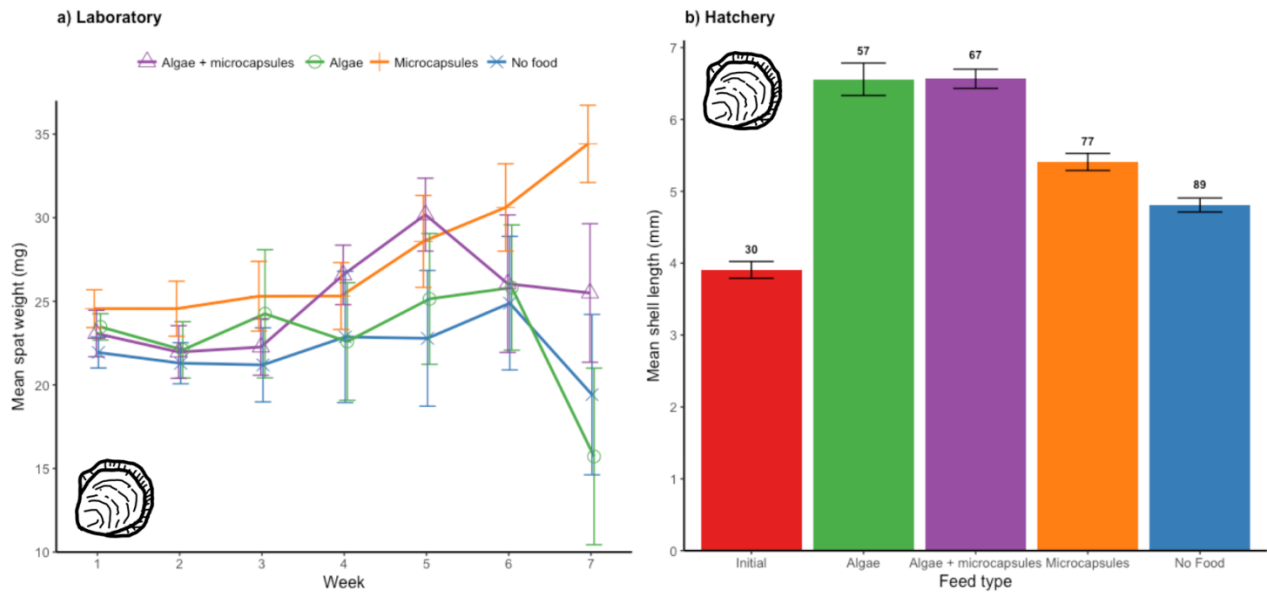 a) Laboratory
Algae + microcapsules Algae Microcapsules No food
Mean spat weight (mg)
35
30
25
20
15
10
1 2 3 4 5 6 7
Week
b) Hatchery
Mean shell length (mm)
7
6
5
4
3
2
1
0
30 57 67 77 89
Initial Algae Algae + microcapsules Microcapsules No Food
Feed type